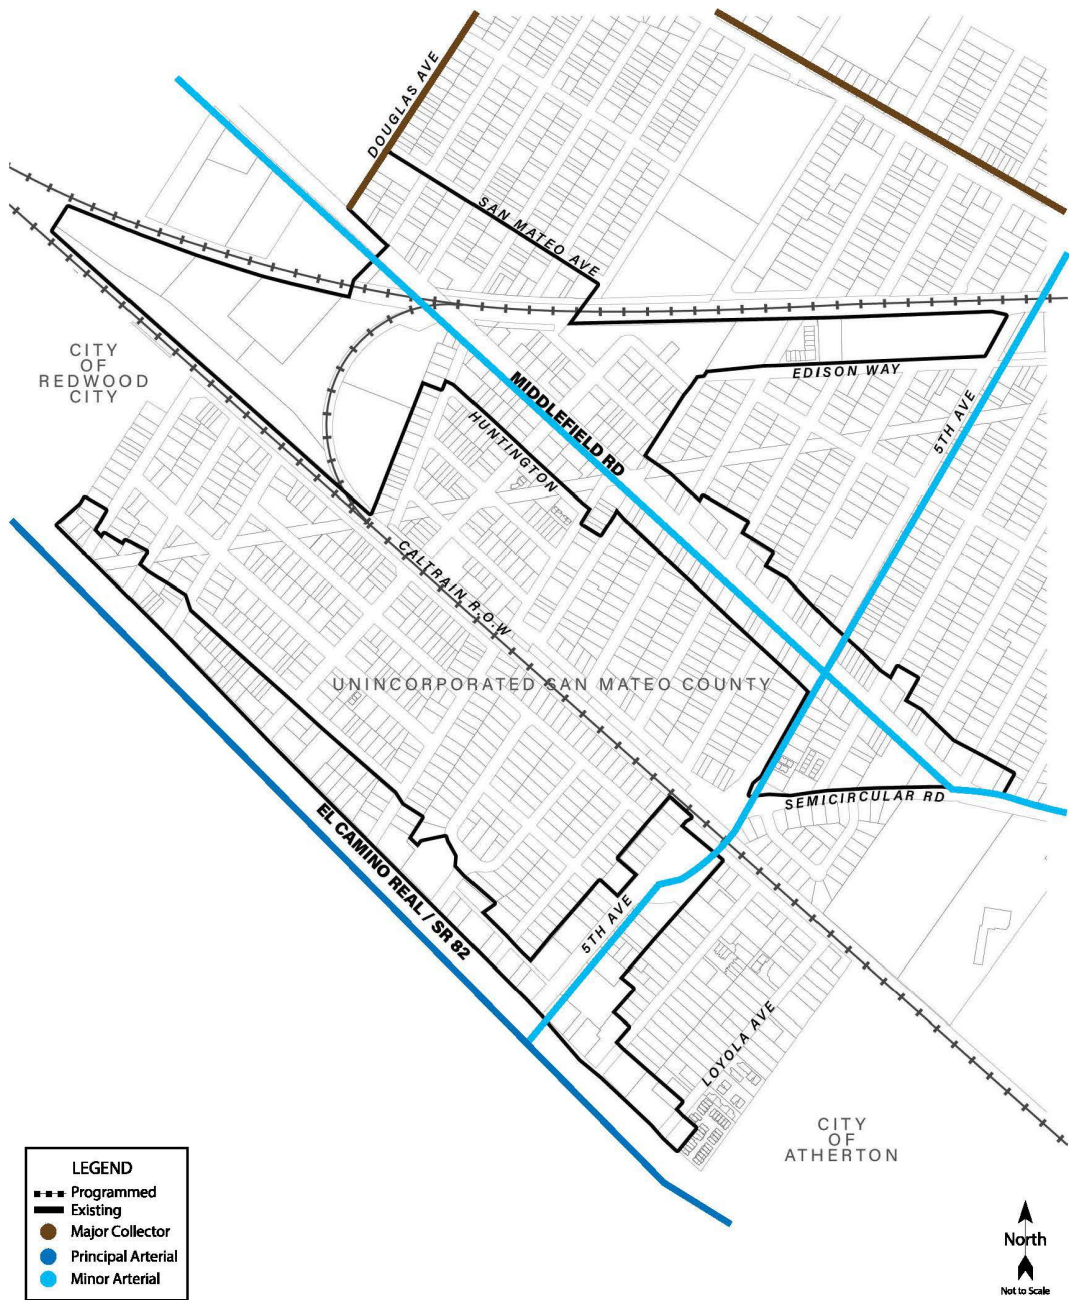 DOUGLAS AVE
SAN MATEO AVE
CITY
OF
REDWOOD
CITY
EDISON WAY
MIDDLEFIELD RD
5TH AVE
HUNTINGTON
CALTRAIN R.O.W
UNINCORPORATED SAN MATEO COUNTY
SEMICIRCULAR RD
EL CAMINO REAL / SR 82
5TH AVE
LOYOLA AVE
CITY
OF
ATHERTON
LEGEND
Programmed
Existing
Major Collector
Principal Arterial
Minor Arterial
North
Not to Scale